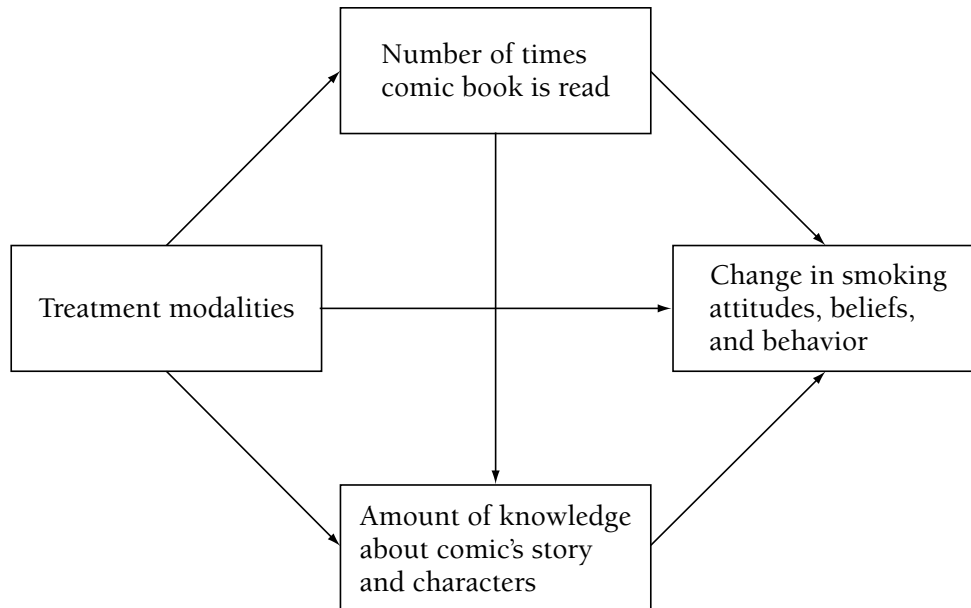 Number of times
comic book is read
Treatment modalities
Change in smoking
attitudes, beliefs,
and behavior
Amount of knowledge
about comic’s story
and characters